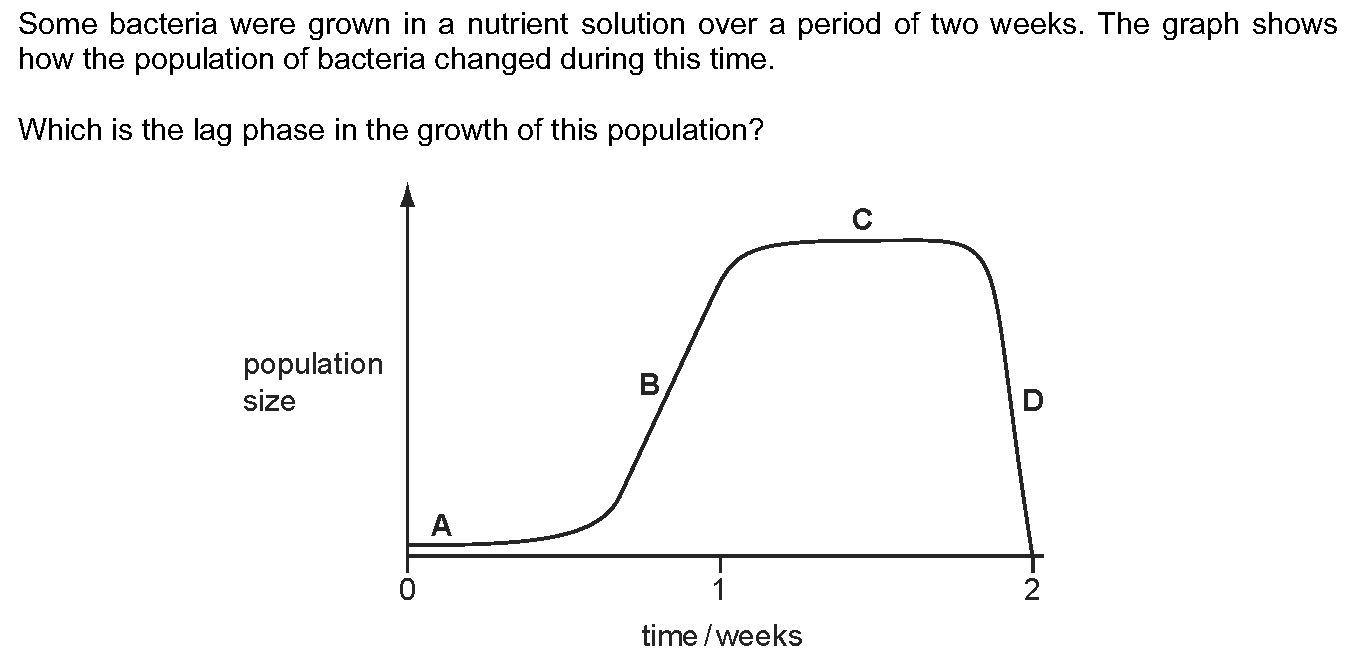 Some bacteria were grown in a nutrient solution over a period of two weeks. The graph shows
how the population of bacteria changed during this time.
Which is the lag phase in the growth of this population?
C
population
size
B
D
A
0
1
2
time / weeks